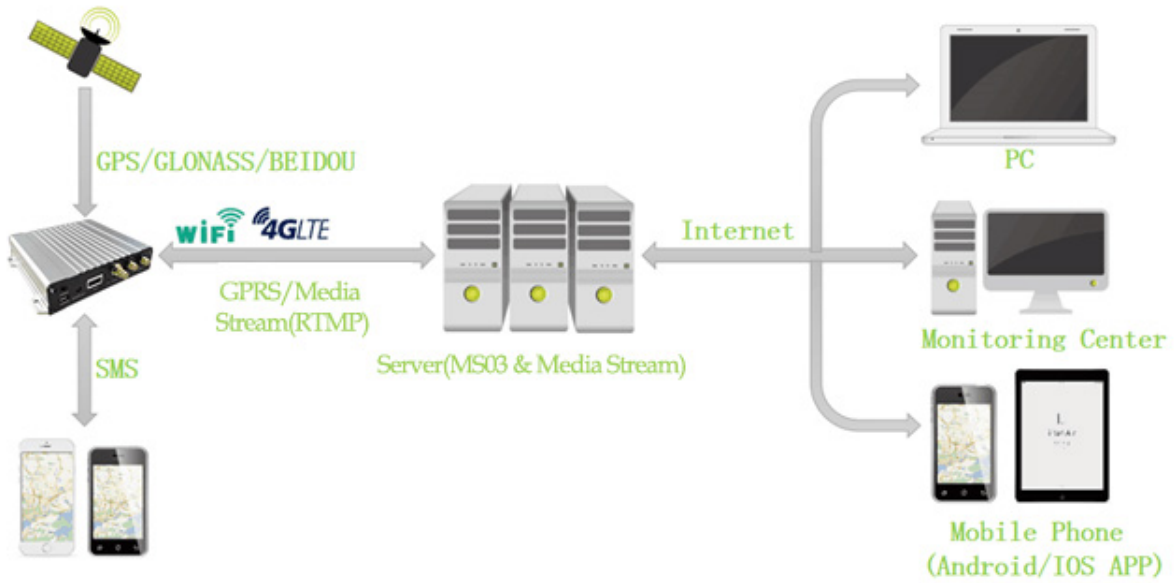 GPS/GLONASS/BEIDOU
WiFi 4GLTE
GPRS/Media
Stream(RTMP)
SMS
Server(MS03 & Media Stream)
Internet
PC
Monitoring Center
Mobile Phone
(Android/IOS APP)